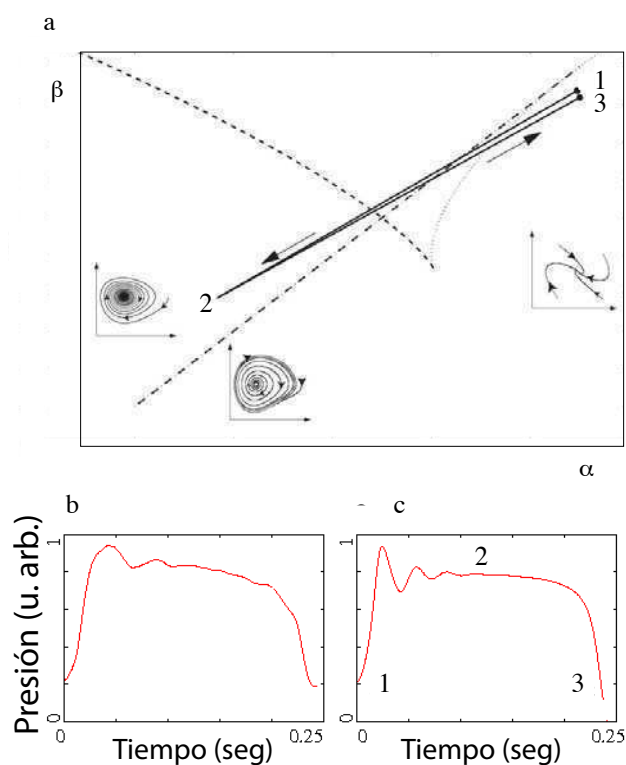 a
β
1
3
2
α
b
c
Presión (u. arb.)
1
0
0
0.25
Tiempo (seg)
1
0
2
1
3
0
0.25
Tiempo (seg)